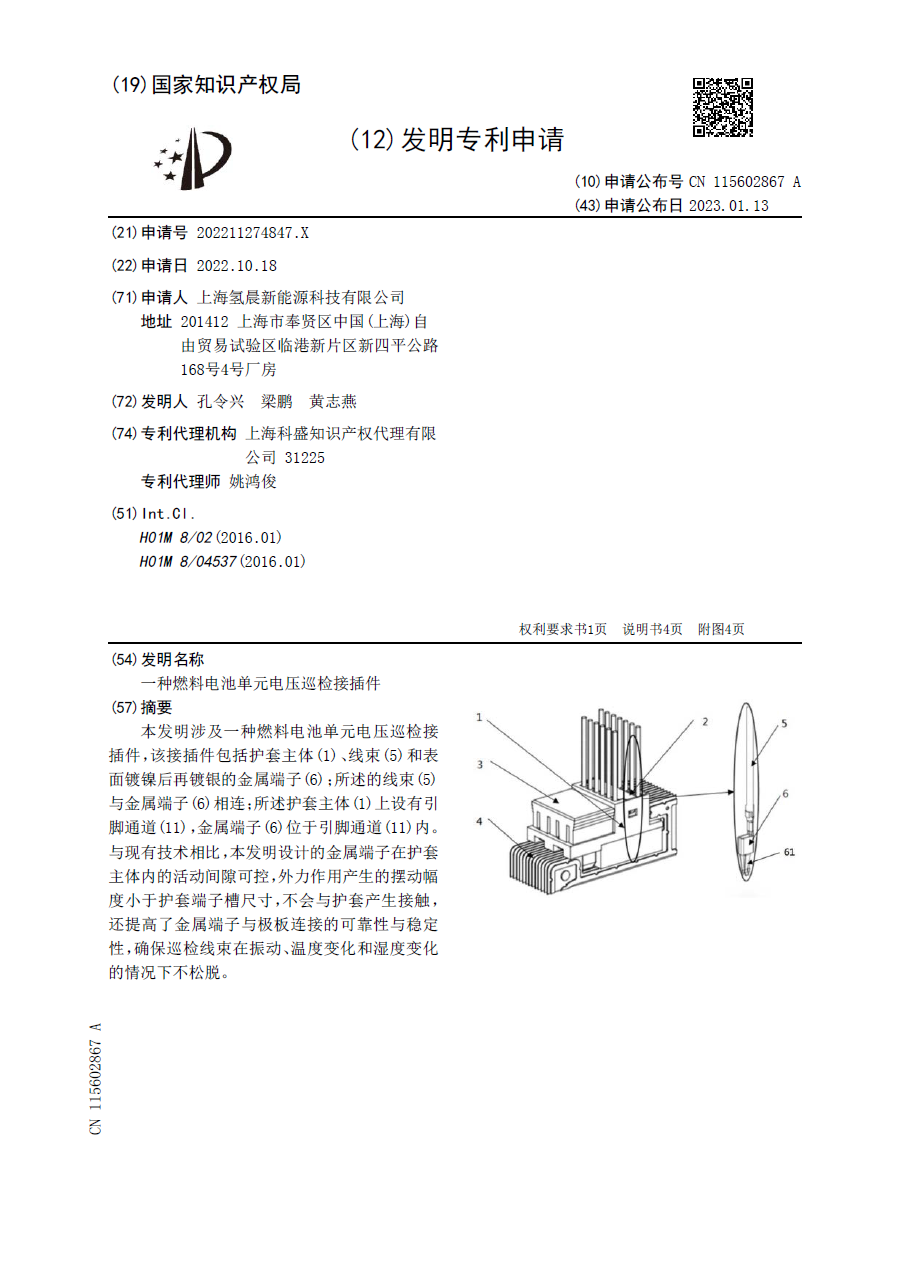 (19)国家知识产权局
(12)发明专利申请
(10)申请公布号 CN 115602867 A
(43)申请公布日 2023.01.13
(21)申请号 202211274847.X
(22)申请日 2022.10.18
(71)申请人 上海氢晨新能源科技有限公司
地址 201412 上海市奉贤区中国(上海)自
由贸易试验区临港新片区新四平公路
168号4号厂房
(72)发明人 孔令兴 梁鹏 黄志燕
(74)专利代理机构 上海科盛知识产权代理有限
公司 31225
专利代理师 姚鸿俊
(51)Int.Cl.
H01M 8/02(2016.01)
H01M 8/04537(2016.01)
权利要求书1页 说明书4页 附图4页
(54)发明名称
一种燃料电池单元电压巡检接插件
(57)摘要
本发明涉及一种燃料电池单元电压巡检接
插件,该接插件包括护套主体(1)、线束(5)和表
面镀镍后再镀银的金属端子(6);所述的线束(5)
与金属端子(6)相连;所述护套主体(1)上设有引
脚通道(11),金属端子(6)位于引脚通道(11)内。
与现有技术相比,本发明设计的金属端子在护套
主体内的活动间隙可控,外力作用产生的摆动幅
度小于护套端子槽尺寸,不会与护套产生接触,
还提高了金属端子与极板连接的可靠性与稳定
性,确保巡检线束在振动、温度变化和湿度变化
的情况下不松脱。
1
2
3
4
5
6
61
CN 115602867 A